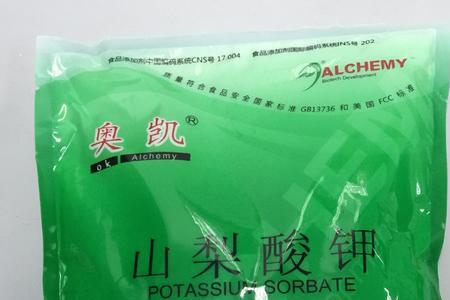 食品添加剂中国编码系统CNS号 17.004 食品添加剂国际编码系统INS号 202
ALCHEMY™
Biotech Development
质量符合食品安全国家标准 GB13736 和美国 FCC 标准
奥凯®
ok Alchemy
山梨酸钾
POTASSIUM SORBATE